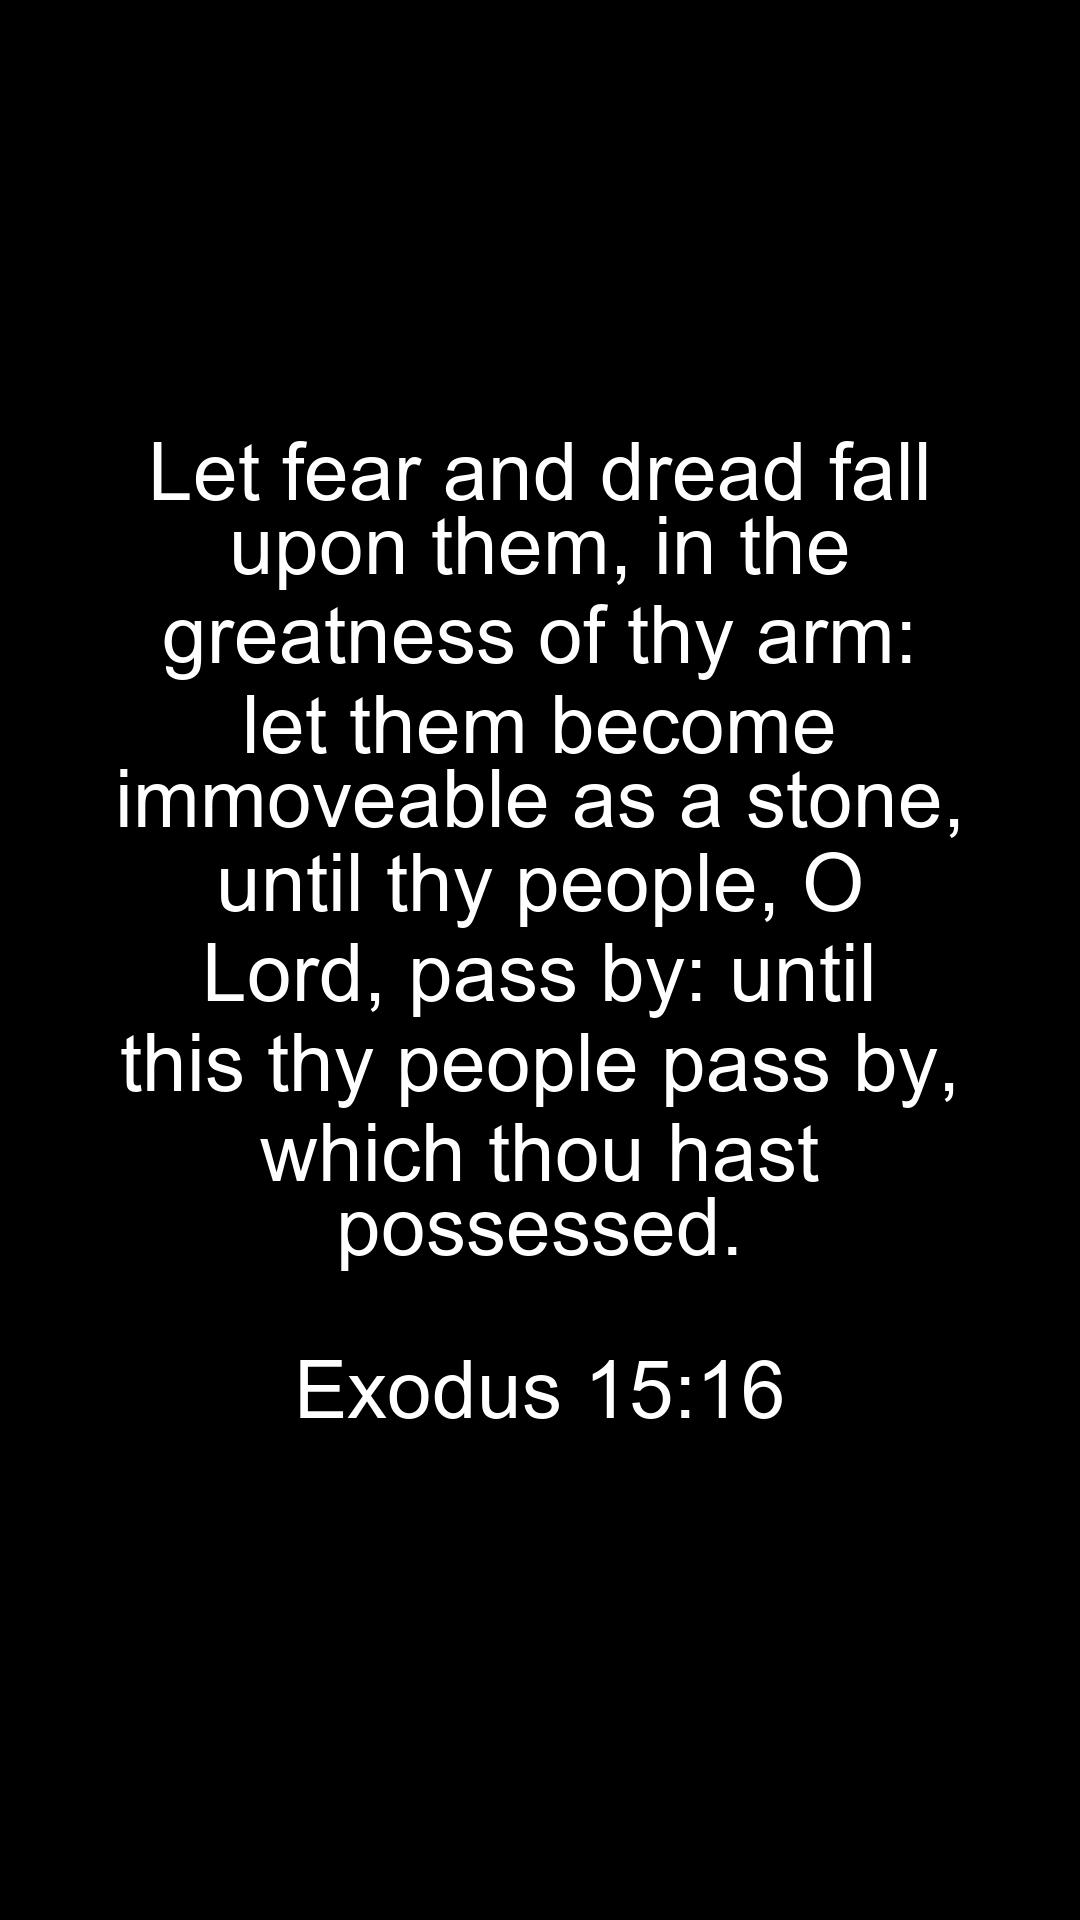 Let fear and dread fall
upon them, in the
greatness of thy arm:
let them become
immoveable as a stone,
until thy people, O
Lord, pass by: until
this thy people pass by,
which thou hast
possessed.
Exodus 15:16